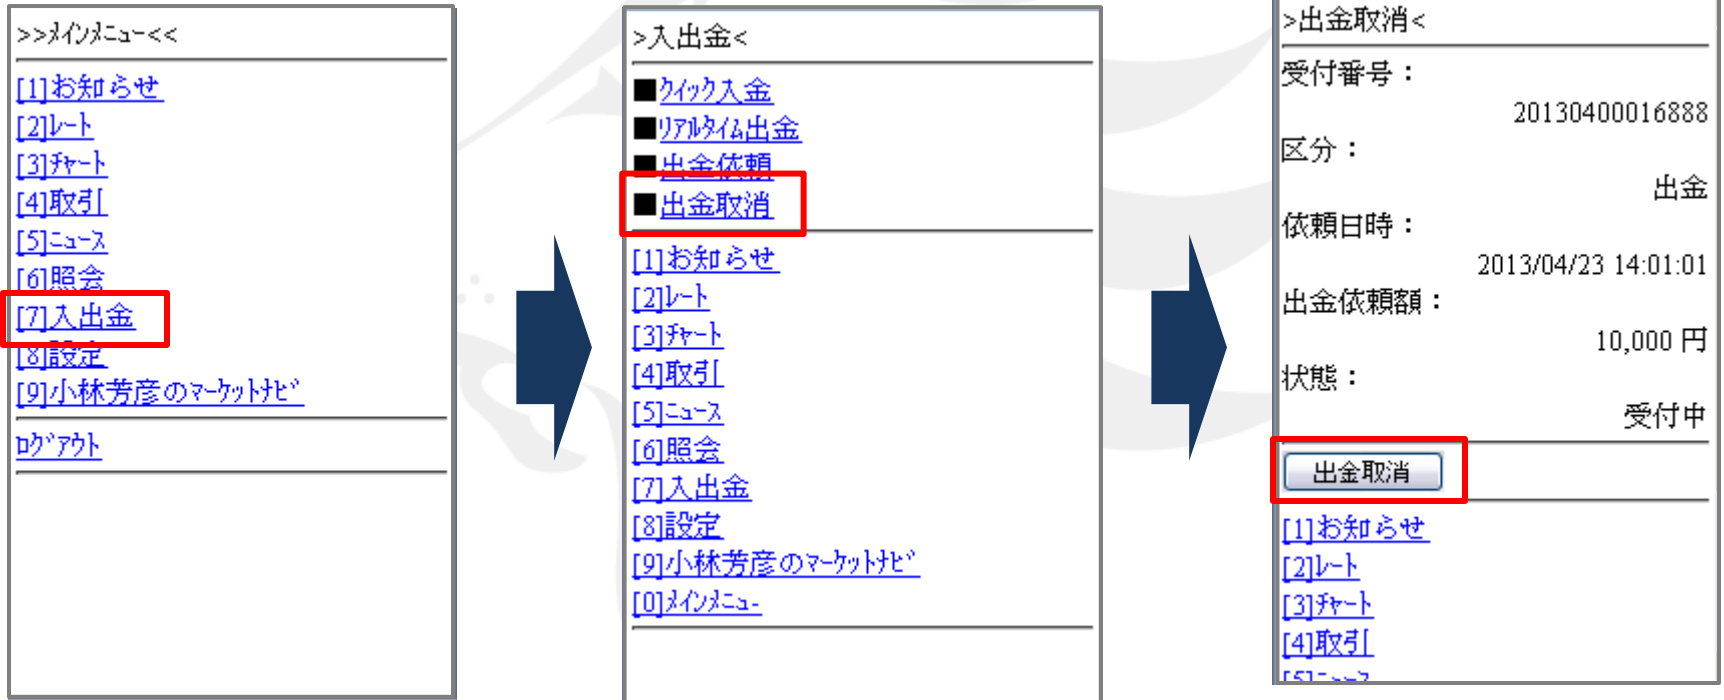 >>ﾒｲﾝﾒﾆｭｰ<<
[1]お知らせ
[2]ﾚｰﾄ
[3]ﾁｬｰﾄ
[4]取引
[5]ﾆｭｰｽ
[6]照会
[7]入出金
[8]設定
[9]小林芳彦のﾏｰｹｯﾄﾅﾋﾞ
ﾛｸﾞｱｳﾄ
>入出金<
■ｸｲｯｸ入金
■ﾘｱﾙﾀｲﾑ出金
■出金依頼
■出金取消
[1]お知らせ
[2]ﾚｰﾄ
[3]ﾁｬｰﾄ
[4]取引
[5]ﾆｭｰｽ
[6]照会
[7]入出金
[8]設定
[9]小林芳彦のﾏｰｹｯﾄﾅﾋﾞ
[0]ﾒｲﾝﾒﾆｭｰ
>出金取消<
受付番号：
20130400016888
区分：
出金
依頼日時：
2013/04/23 14:01:01
出金依頼額：
10,000 円
状態：
受付中
出金取消
[1]お知らせ
[2]ﾚｰﾄ
[3]ﾁｬｰﾄ
[4]取引
[5]ﾆｭｰｽ